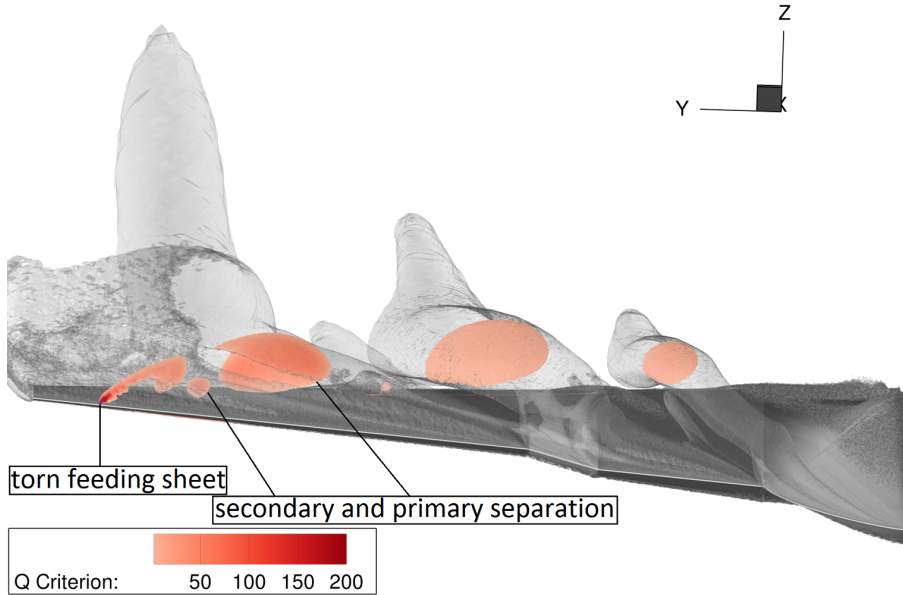 Z
Y
X
torn feeding sheet
secondary and primary separation
Q Criterion: 50 100 150 200